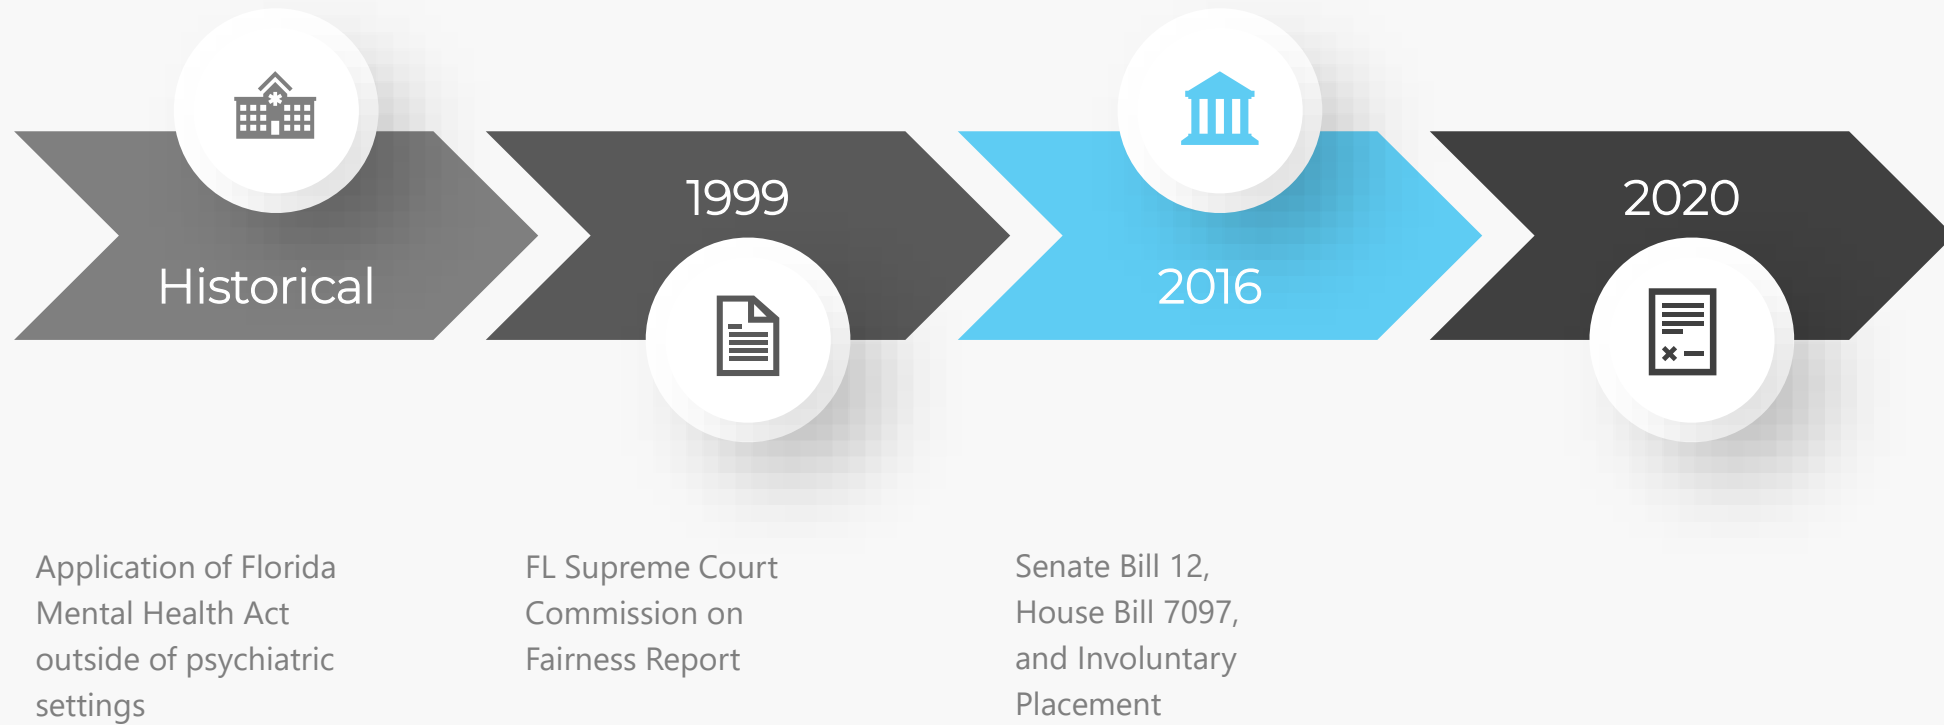 Historical
1999
2016
2020
Application of Florida
Mental Health Act
outside of psychiatric
settings
FL Supreme Court
Commission on
Fairness Report
Senate Bill 12,
House Bill 7097,
and Involuntary
Placement